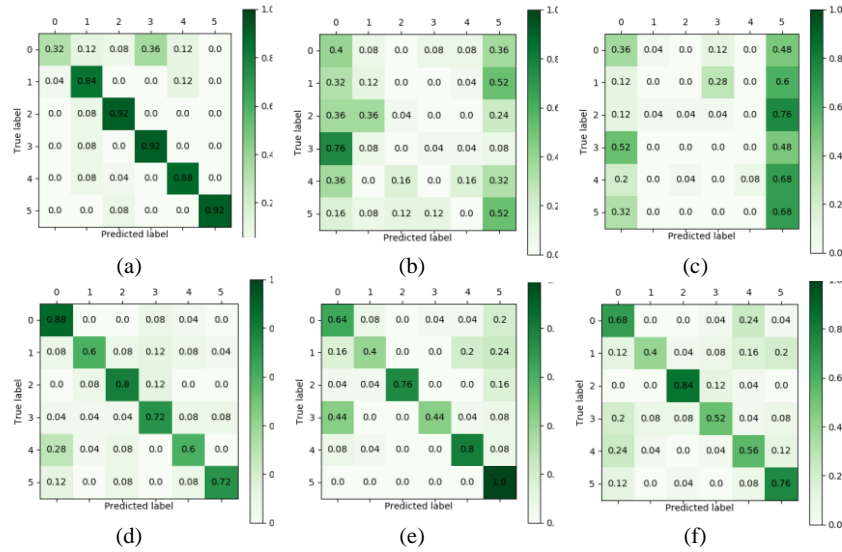 0 1 2 3 4 5
0 0.32 0.12 0.08 0.36 0.12 0.0
1 0.04 0.84 0.0 0.0 0.12 0.0
2 0.0 0.08 0.92 0.0 0.0 0.0
3 0.0 0.08 0.0 0.92 0.0 0.0
4 0.0 0.08 0.04 0.0 0.88 0.0
5 0.0 0.0 0.08 0.0 0.0 0.92
True label
Predicted label
0.8
0.6
0.4
0.2
(a)
0 1 2 3 4 5
0 0.4 0.08 0.0 0.08 0.08 0.36
1 0.32 0.12 0.0 0.0 0.04 0.52
2 0.36 0.36 0.04 0.0 0.0 0.24
3 0.76 0.08 0.0 0.04 0.04 0.08
4 0.36 0.0 0.16 0.0 0.16 0.32
5 0.16 0.08 0.12 0.12 0.0 0.52
True label
Predicted label
(b)
0 1 2 3 4 5
0 0.36 0.04 0.0 0.12 0.0 0.48
1 0.12 0.0 0.0 0.28 0.0 0.6
2 0.12 0.04 0.04 0.04 0.0 0.76
3 0.52 0.0 0.0 0.0 0.0 0.48
4 0.2 0.0 0.04 0.0 0.08 0.68
5 0.32 0.0 0.0 0.0 0.0 0.68
True label
Predicted label
1.0
0.8
0.6
0.4
0.2
0.0
(c)
0 1 2 3 4 5
0 0.88 0.0 0.0 0.08 0.04 0.0
1 0.08 0.6 0.08 0.12 0.08 0.04
2 0.0 0.08 0.8 0.12 0.0 0.0
3 0.04 0.04 0.04 0.72 0.08 0.08
4 0.28 0.04 0.08 0.0 0.6 0.0
5 0.12 0.0 0.08 0.0 0.08 0.72
True label
Predicted label
(d)
0 1 2 3 4 5
0 0.64 0.08 0.0 0.04 0.04 0.2
1 0.16 0.4 0.0 0.0 0.2 0.24
2 0.04 0.04 0.76 0.0 0.0 0.16
3 0.44 0.0 0.0 0.44 0.04 0.08
4 0.08 0.04 0.0 0.0 0.8 0.08
5 0.0 0.0 0.0 0.0 0.0 1.0
True label
Predicted label
(e)
0 1 2 3 4 5
0 0.68 0.0 0.0 0.04 0.24 0.04
1 0.12 0.4 0.04 0.08 0.16 0.2
2 0.0 0.0 0.84 0.12 0.04 0.0
3 0.2 0.08 0.08 0.52 0.04 0.08
4 0.24 0.04 0.0 0.04 0.56 0.12
5 0.12 0.0 0.04 0.0 0.08 0.76
True label
Predicted label
0.8
0.6
0.4
0.2
0.0
(f)